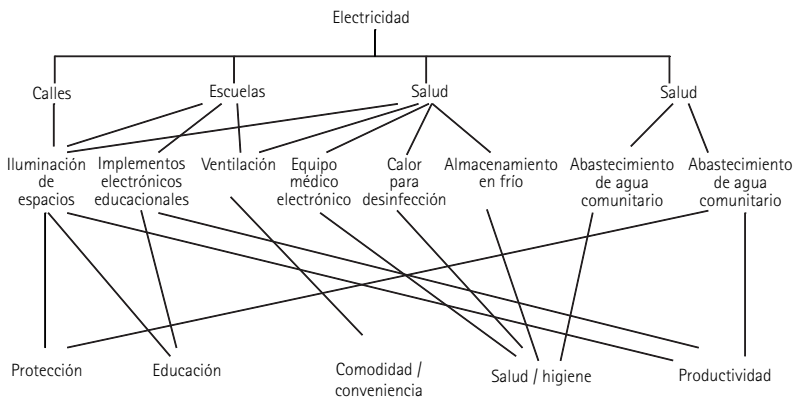 Electricidad
Calles
Escuelas
Salud
Salud
Iluminación
de
espacios
Implementos
electrónicos
educacionales
Ventilación
Equipo
médico
electrónico
Calor
para
desinfección
Almacenamiento
en frío
Abastecimiento
de agua
comunitario
Abastecimiento
de agua
comunitario
Protección
Educación
Comodidad /
conveniencia
Salud / higiene
Productividad